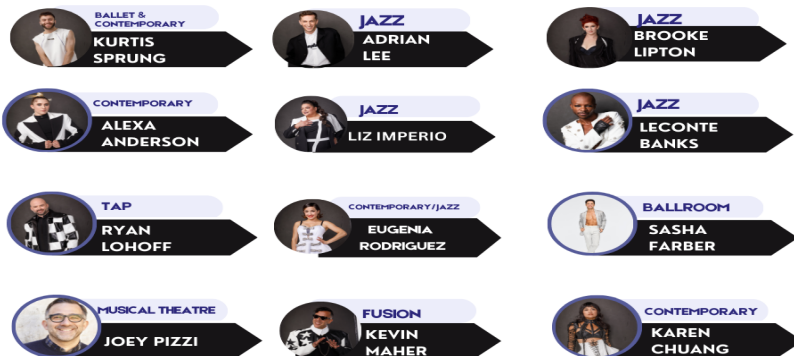 BALLET &
CONTEMPORARY
KURTIS
SPRUNG
JAZZ
ADRIAN
LEE
JAZZ
BROOKE
LIPTON
CONTEMPORARY
ALEXA
ANDERSON
JAZZ
LIZ IMPERIO
JAZZ
LECONTE
BANKS
TAP
RYAN
LOHOFF
CONTEMPORARY/JAZZ
EUGENIA
RODRIGUEZ
BALLROOM
SASHA
FARBER
MUSICAL THEATRE
JOEY PIZZI
FUSION
KEVIN
MAHER
CONTEMPORARY
KAREN
CHUANG